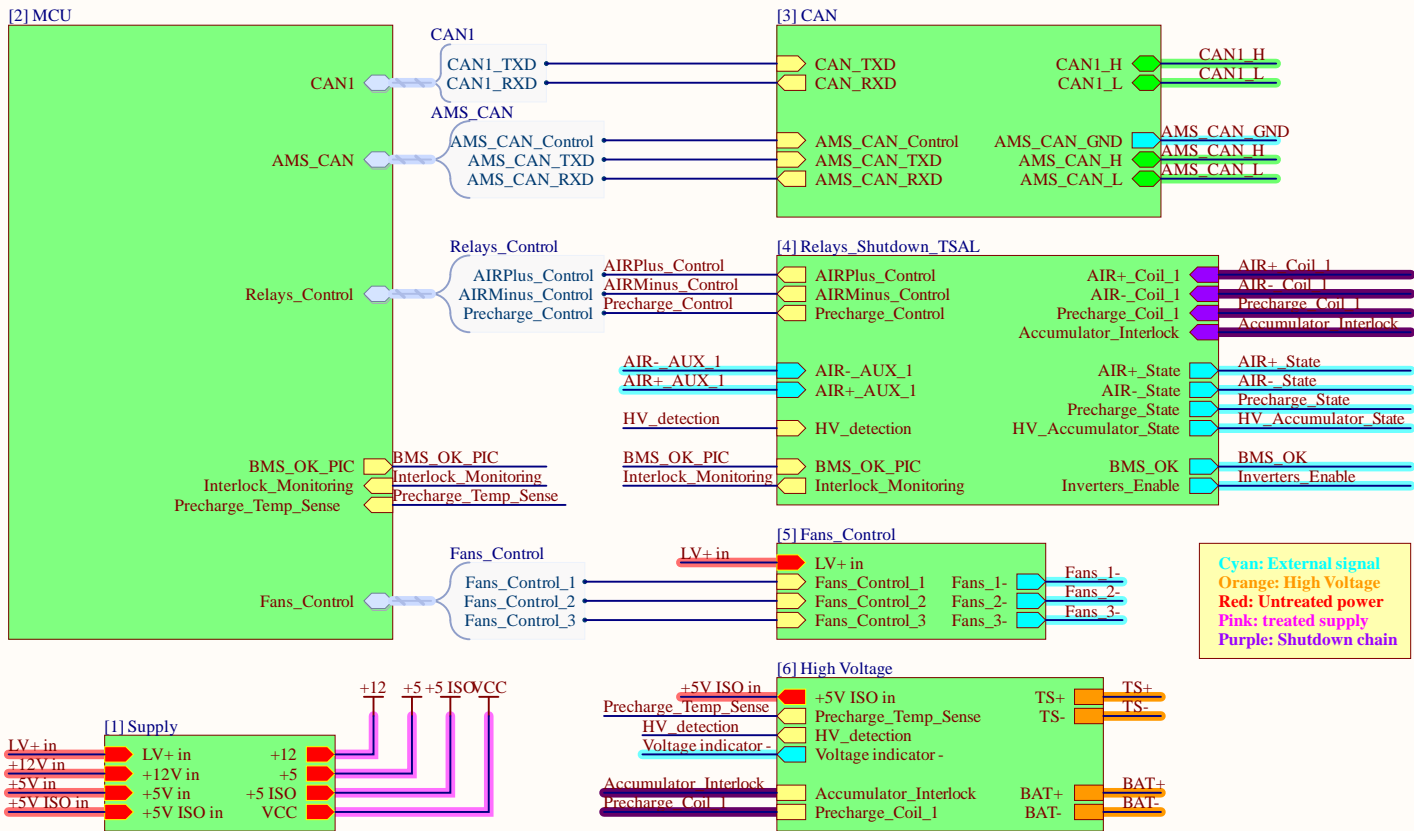 [2] MCU
CAN1
AMS_CAN
Relays_Control
BMS_OK_PIC
Interlock_Monitoring
Precharge_Temp_Sense
Fans_Control
BMS_OK_PIC
Interlock_Monitoring
Precharge_Temp_Sense
CAN1
CAN1_TXD
CAN1_RXD
AMS_CAN
AMS_CAN_Control
AMS_CAN_TXD
AMS_CAN_RXD
Relays_Control
AIRPlus_Control
AIRMinus_Control
Precharge_Control
AIRPlus_Control
AIRMinus_Control
Precharge_Control
Fans_Control
Fans_Control_1
Fans_Control_2
Fans_Control_3
[3] CAN
CAN_TXD
CAN_RXD
AMS_CAN_Control
AMS_CAN_TXD
AMS_CAN_RXD
CAN1_H
CAN1_L
AMS_CAN_GND
AMS_CAN_H
AMS_CAN_L
CAN1_H
CAN1_L
AMS_CAN_GND
AMS_CAN_H
AMS_CAN_L
[4] Relays_Shutdown_TSAL
AIR-_AUX_1
AIR+_AUX_1
HV_detection
BMS_OK_PIC
Interlock_Monitoring
AIRPlus_Control
AIRMinus_Control
Precharge_Control
AIR-_AUX_1
AIR+_AUX_1
HV_detection
BMS_OK_PIC
Interlock_Monitoring
AIR+_Coil_1
AIR-_Coil_1
Precharge_Coil_1
Accumulator_Interlock
AIR+_State
AIR-_State
Precharge_State
HV_Accumulator_State
BMS_OK
Inverters_Enable
AIR+_Coil_1
AIR-_Coil_1
Precharge_Coil_1
Accumulator_Interlock
AIR+_State
AIR-_State
Precharge_State
HV_Accumulator_State
BMS_OK
Inverters_Enable
[5] Fans_Control
LV+ in
LV+ in
Fans_Control_1
Fans_Control_2
Fans_Control_3
Fans_1-
Fans_2-
Fans_3-
Fans_1-
Fans_2-
Fans_3-
Cyan: External signal
Orange: High Voltage
Red: Untreated power
Pink: treated supply
Purple: Shutdown chain
[1] Supply
LV+ in
+12V in
+5V in
+5V ISO in
LV+ in
+12V in
+5V in
+5V ISO in
+12
+5
+5 ISO
VCC
+12
+5
+5 ISO
VCC
[6] High Voltage
+5V ISO in
Precharge_Temp_Sense
HV_detection
Voltage indicator -
Accumulator_Interlock
Precharge_Coil_1
+5V ISO in
Precharge_Temp_Sense
HV_detection
Voltage indicator -
Accumulator_Interlock
Precharge_Coil_1
TS+
TS-
BAT+
BAT-
TS+
TS-
BAT+
BAT-